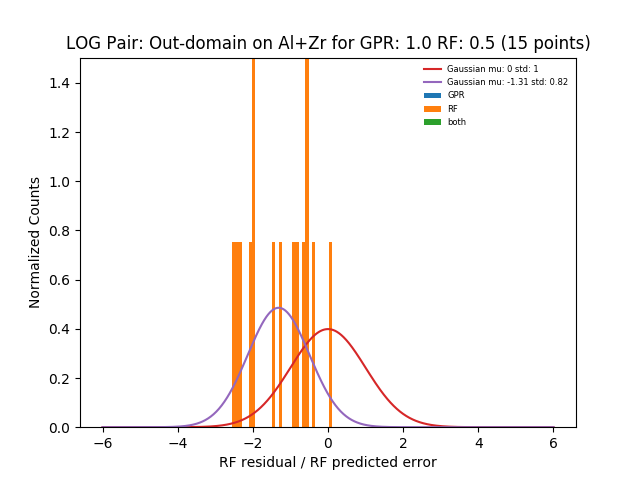 LOG Pair: Out-domain on Al+Zr for GPR: 1.0 RF: 0.5 (15 points)
Gaussian mu: 0 std: 1
Gaussian mu: -1.31 std: 0.82
GPR
RF
both
Normalized Counts
1.4
1.2
1.0
0.8
0.6
0.4
0.2
0.0
−6 −4 −2 0 2 4 6
RF residual / RF predicted error